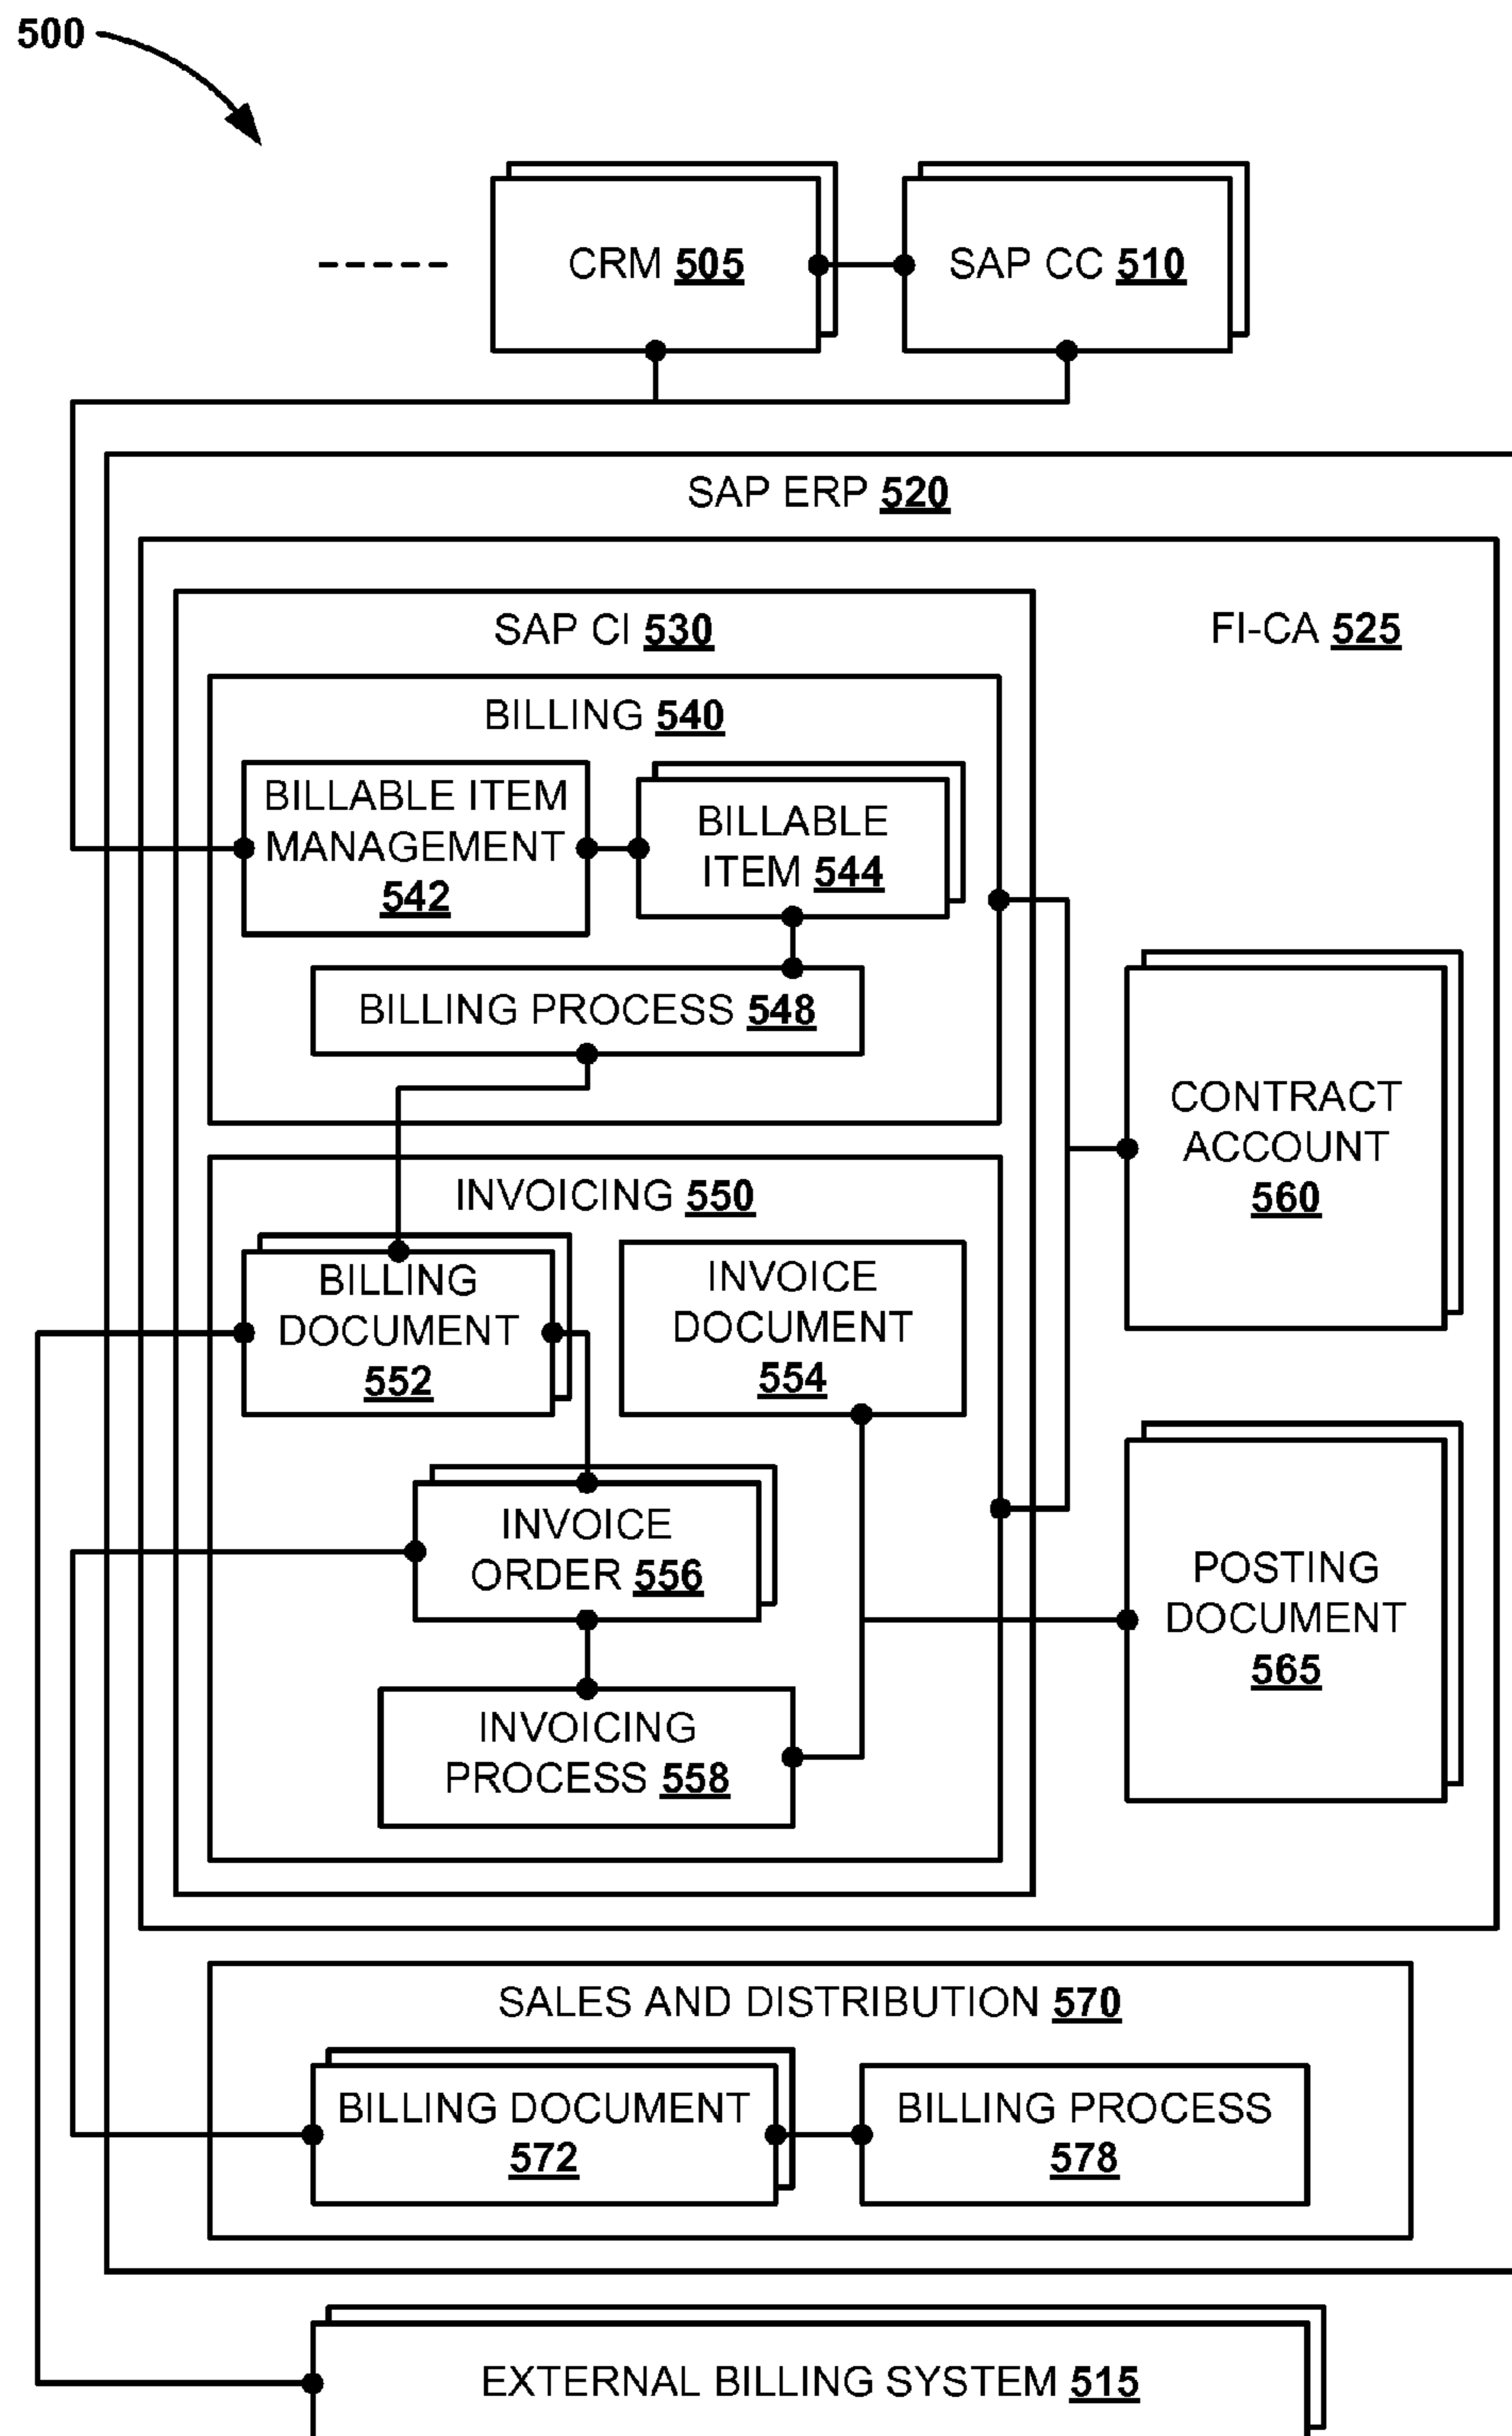 500
CRM 505
SAP CC 510
SAP ERP 520
SAP CI 530
FI-CA 525
BILLING 540
BILLABLE ITEM
MANAGEMENT
542
BILLABLE
ITEM 544
BILLING PROCESS 548
CONTRACT
ACCOUNT
560
INVOICING 550
BILLING
DOCUMENT
552
INVOICE
DOCUMENT
554
INVOICE
ORDER 556
POSTING
DOCUMENT
565
INVOICING
PROCESS 558
SALES AND DISTRIBUTION 570
BILLING DOCUMENT
572
BILLING PROCESS
578
EXTERNAL BILLING SYSTEM 515